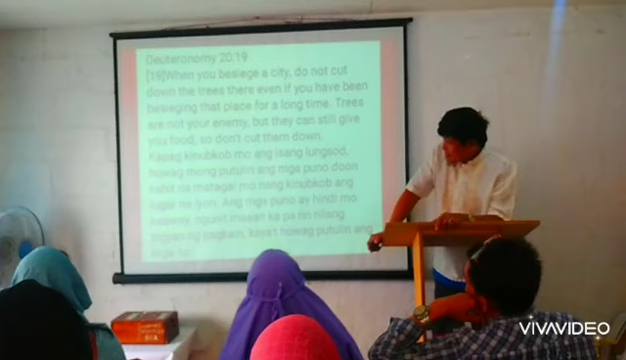 Deuteronomy 20:19
[19]When you besiege a city, do not cut
down the trees there even if you have been
besieging that place for a long time. Trees
are not your enemy, but they can still give
you food, so don't cut them down.
Kapag kinubkob mo ang isang lungsod,
huwag mong putulin ang mga puno doon
kahit na matagal mo nang kinubkob ang
lugar na iyon. Ang mga puno ay hindi mo
kaaway, ngunit maaari ka pa rin nilang
bigyan ng pagkain, kaya't huwag putulin ang
mga
VIVAVIDEO